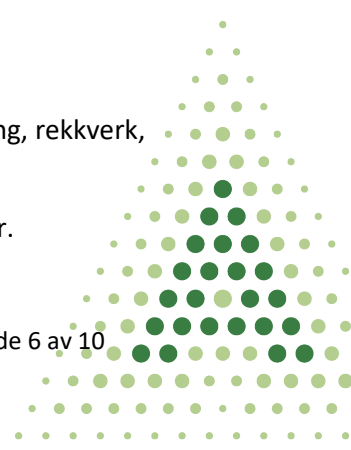 ng, rekkverk,
r.
de 6 av 10